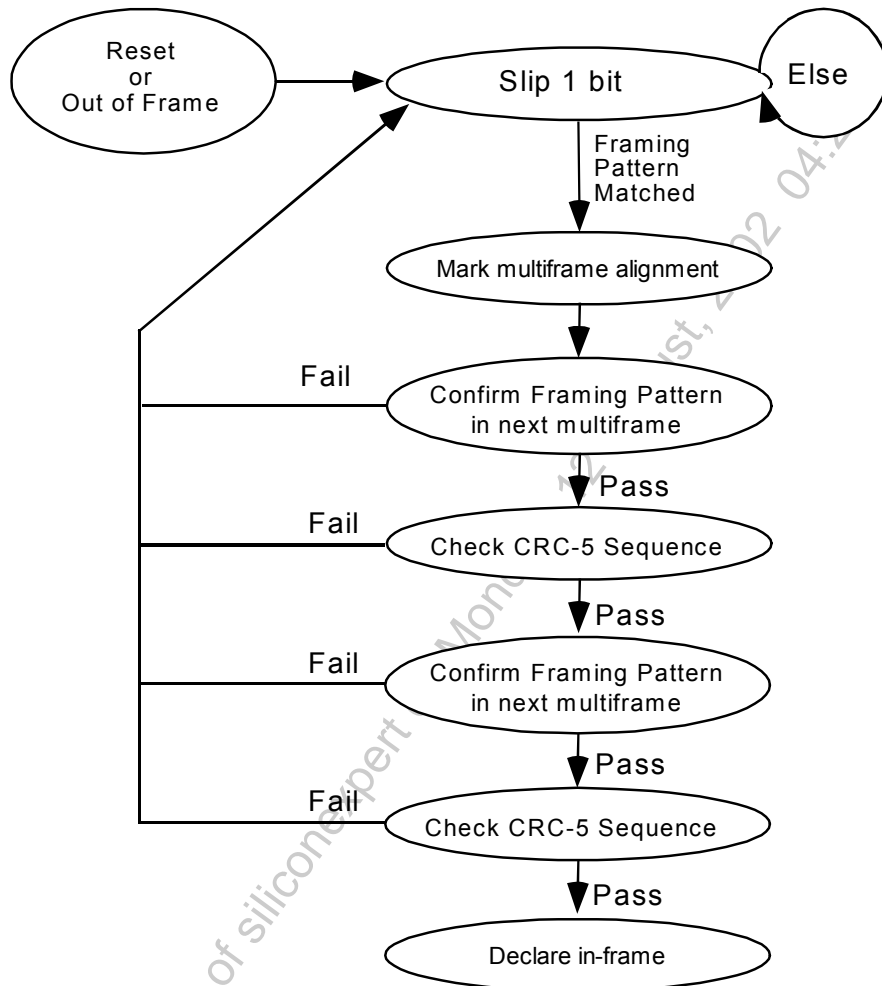 Reset
or
Out of Frame
Slip 1 bit
Else
Framing
Pattern
Matched
Mark multiframe alignment
Fail
Confirm Framing Pattern
in next multiframe
Pass
Fail
Check CRC-5 Sequence
Pass
Fail
Confirm Framing Pattern
in next multiframe
Pass
Fail
Check CRC-5 Sequence
Pass
Declare in-frame
of siliconexpert